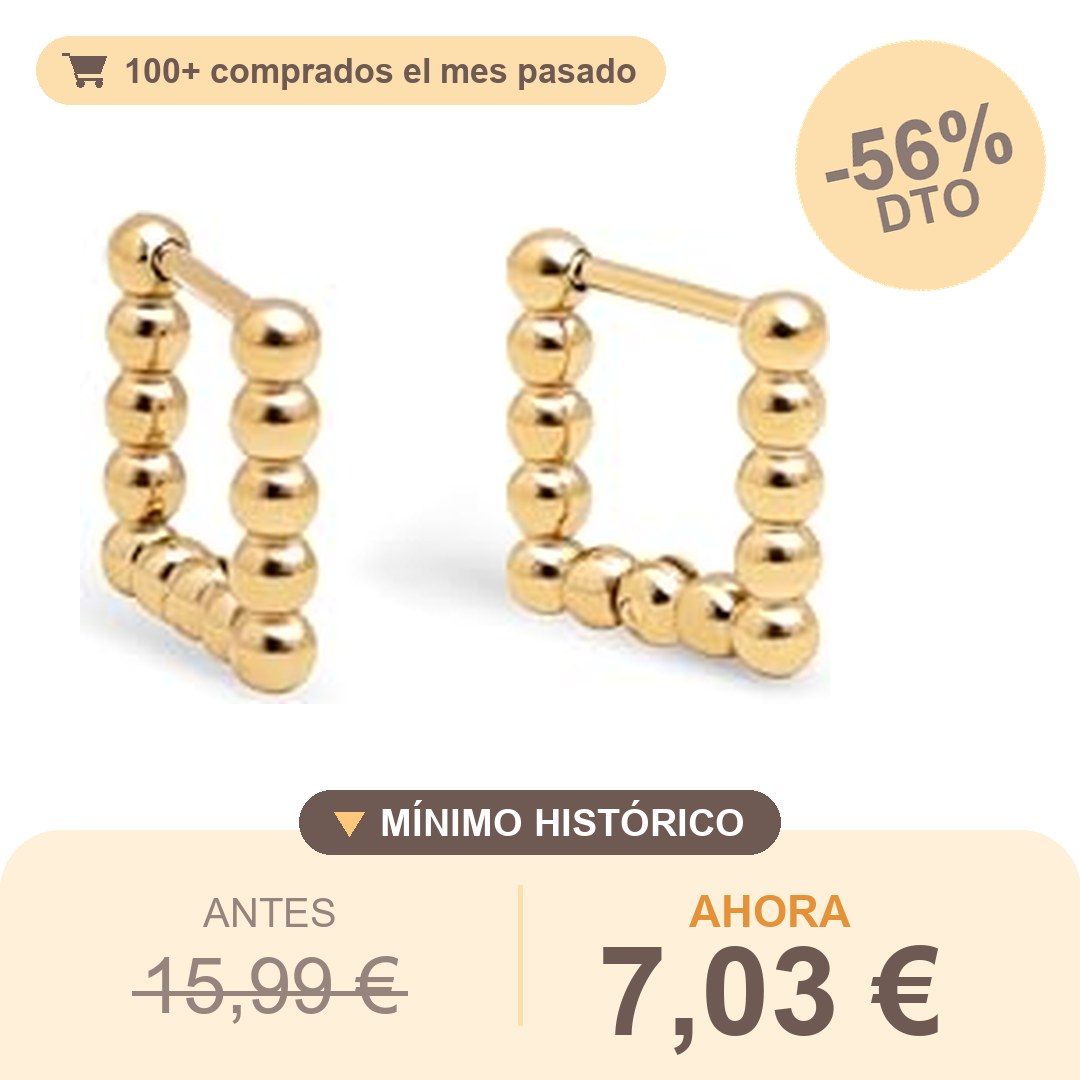 100+ comprados el mes pasado
-56%
DTO
MÍNIMO HISTÓRICO
ANTES
15,99 €
AHORA
7,03 €